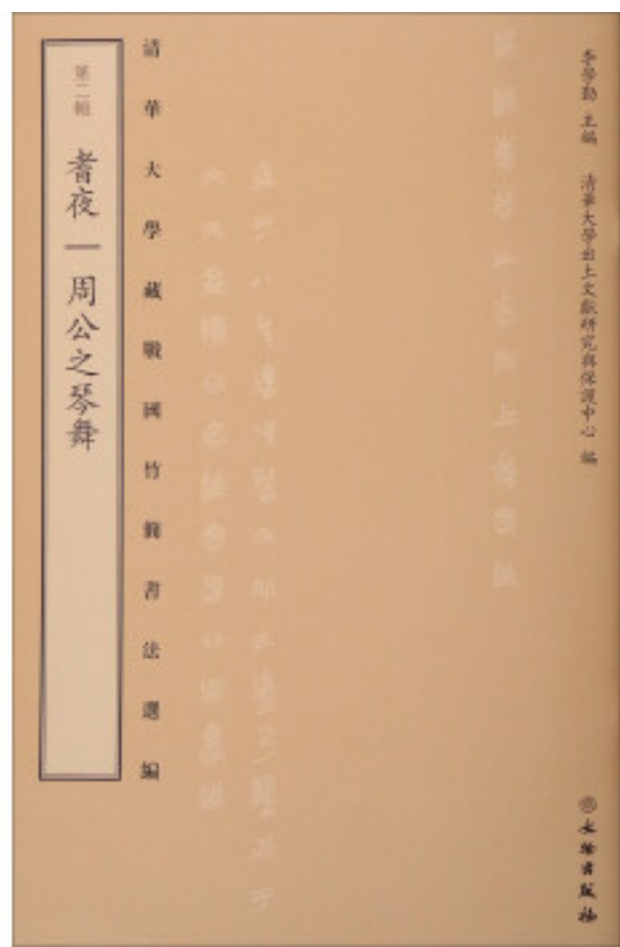 李學勤 主編 清華大學出土文獻研究與保護中心 編
文物出版社
清華大學藏戰國竹簡書法選編
第二輯 耆夜 | 周公之琴舞